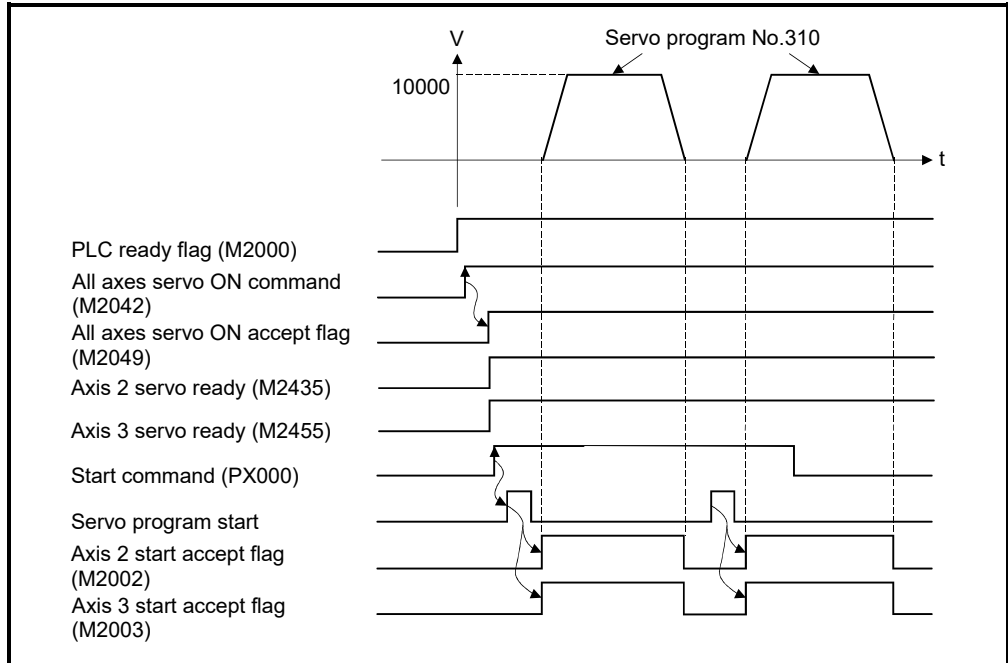 V
Servo program No.310
10000
t
PLC ready flag (M2000)
All axes servo ON command
(M2042)
All axes servo ON accept flag
(M2049)
Axis 2 servo ready (M2435)
Axis 3 servo ready (M2455)
Start command (PX000)
Servo program start
Axis 2 start accept flag
(M2002)
Axis 3 start accept flag
(M2003)